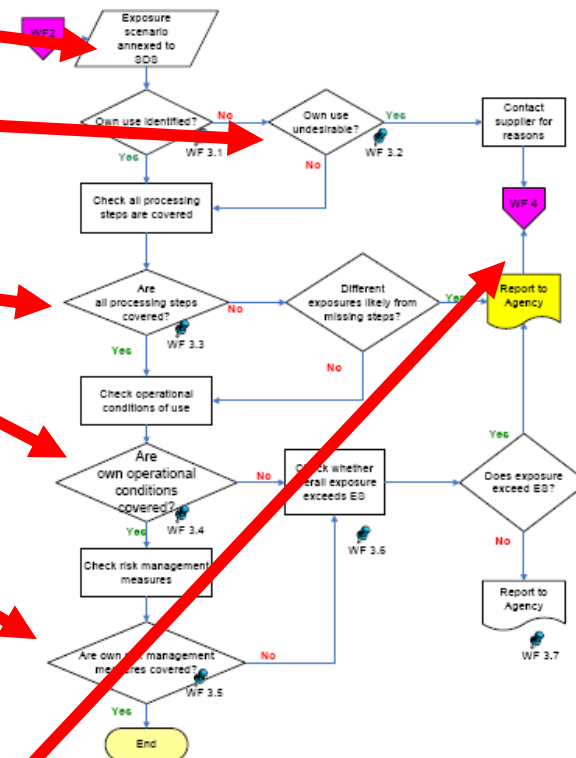 WF2
Exposure
scenario
annexed to
SDS
Own use identified?
No
WF 3.1
Yes
Own use
undesirable?
Yes
WF 3.2
No
Contact
supplier for
reasons
Check all processing
steps are covered
WF 4
Are
all processing steps
covered?
No
WF 3.3
Yes
Different
exposures likely from
missing steps?
Yes
No
Report to
Agency
Check operational
conditions of use
Are
own operational
conditions
covered?
No
WF 3.4
Yes
Check whether
overall exposure
exceeds ES
WF 3.6
Yes
Does exposure
exceed ES?
No
Check risk management
measures
Report to
Agency
WF 3.7
Are own risk management
measures covered?
No
WF 3.5
Yes
End